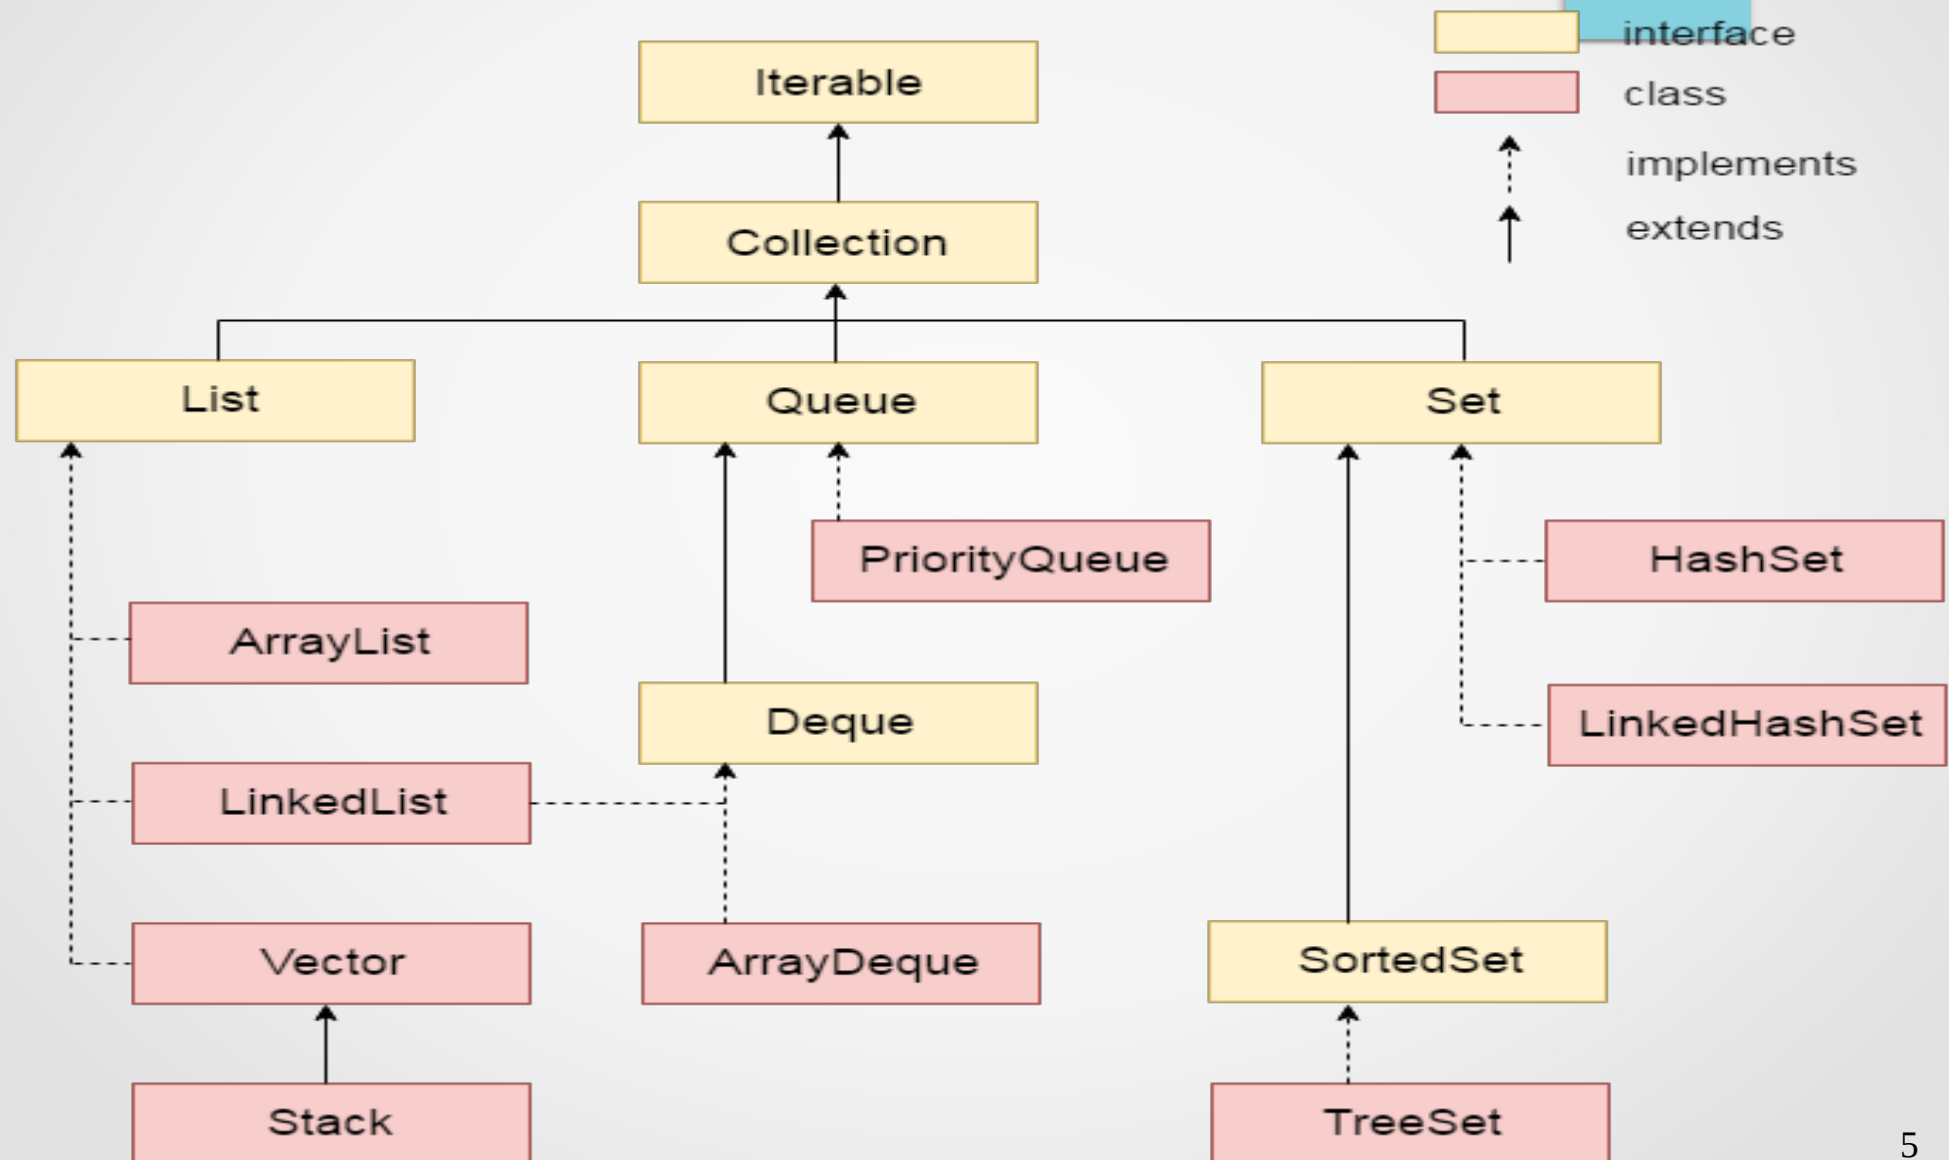 interface
Iterable
class
implements
extends
Collection
List
Queue
Set
PriorityQueue
HashSet
ArrayList
Deque
LinkedHashSet
LinkedList
Vector
ArrayDeque
SortedSet
Stack
TreeSet
5